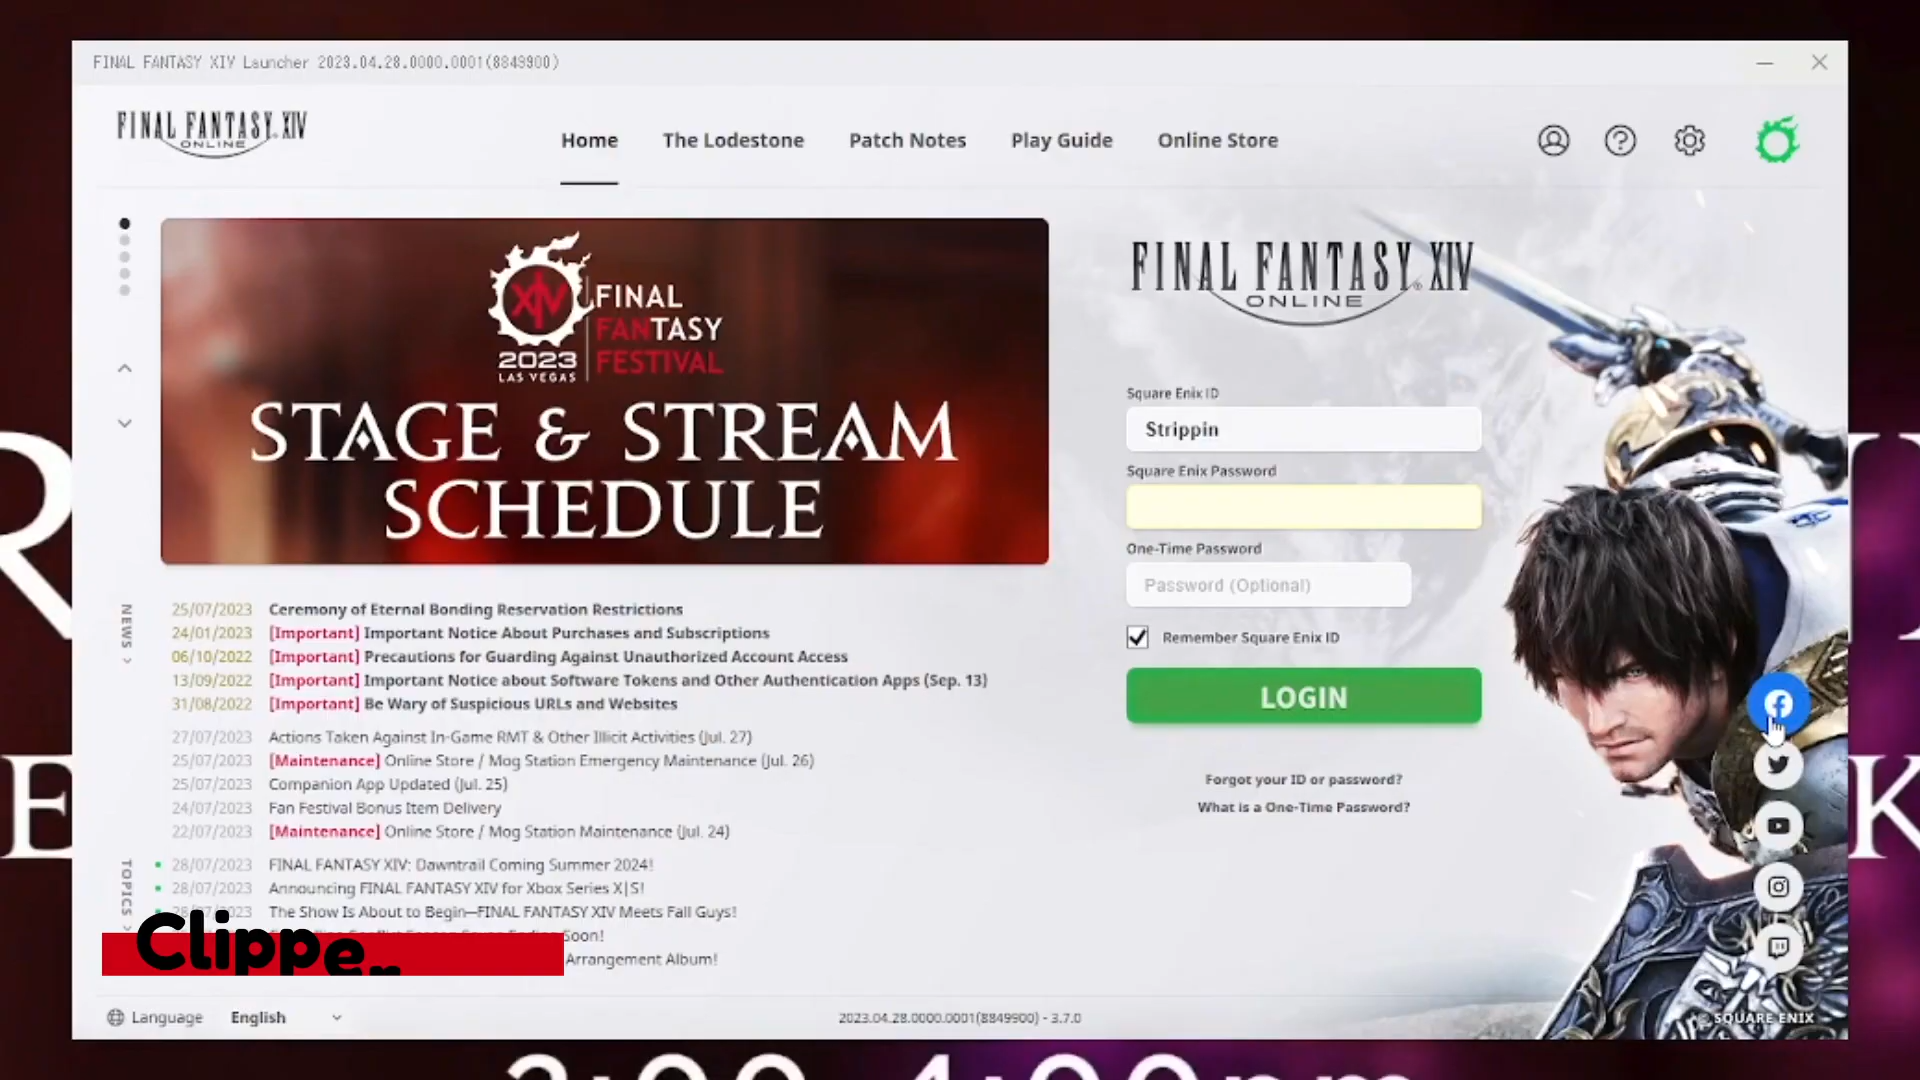 FINAL FANTASY XIV Launcher 2023.04.28.0000.0001(8849900)
FINAL FANTASY XIV
ONLINE
Home
The Lodestone
Patch Notes
Play Guide
Online Store
XIV
2023
LAS VEGAS
FINAL
FANTASY
FESTIVAL
STAGE & STREAM
SCHEDULE
FINAL FANTASY XIV
ONLINE
Square Enix ID
Strippin
Square Enix Password
One-Time Password
Password (Optional)
Remember Square Enix ID
LOGIN
Forgot your ID or password?
What is a One-Time Password?
NEWS
25/07/2023 Ceremony of Eternal Bonding Reservation Restrictions
24/01/2023 [Important] Important Notice About Purchases and Subscriptions
06/10/2022 [Important] Precautions for Guarding Against Unauthorized Account Access
13/09/2022 [Important] Important Notice about Software Tokens and Other Authentication Apps (Sep. 13)
31/08/2022 [Important] Be Wary of Suspicious URLs and Websites
27/07/2023 Actions Taken Against In-Game RMT & Other Illicit Activities (Jul. 27)
25/07/2023 [Maintenance] Online Store / Mog Station Emergency Maintenance (Jul. 26)
25/07/2023 Companion App Updated (Jul. 25)
24/07/2023 Fan Festival Bonus Item Delivery
22/07/2023 [Maintenance] Online Store / Mog Station Maintenance (Jul. 24)
TOPICS
28/07/2023 FINAL FANTASY XIV: Dawntrail Coming Summer 2024!
28/07/2023 Announcing FINAL FANTASY XIV for Xbox Series X|S!
28/07/2023 The Show Is About to Begin—FINAL FANTASY XIV Meets Fall Guys!
Soon!
Arrangement Album!
Clippe
Language English
2023.04.28.0000.0001(8849900) - 3.7.0
© SQUARE ENIX
R
E
K